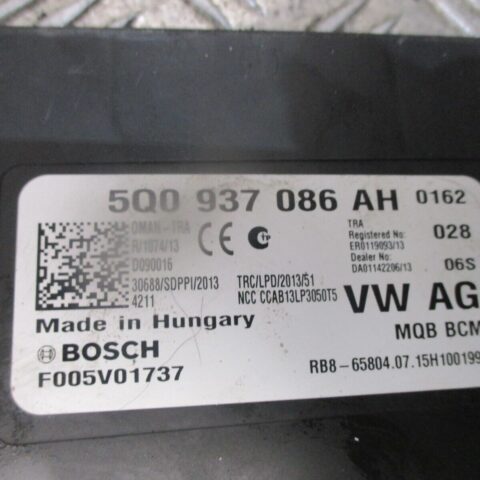 5Q0 937 086 AH 0162
OMAN-TRA
R/1074/13
D090016
TRA
Registered No: 028
ER0119093/13
Dealer No:
DA01142206/13 06S
30688/SDPPI/2013 TRC/LPD/2013/51
4211 NCC CCAB13LP3050T5 VW AG
Made in Hungary MQB BCM
BOSCH
F005V01737 RB8-65804.07.15H100199